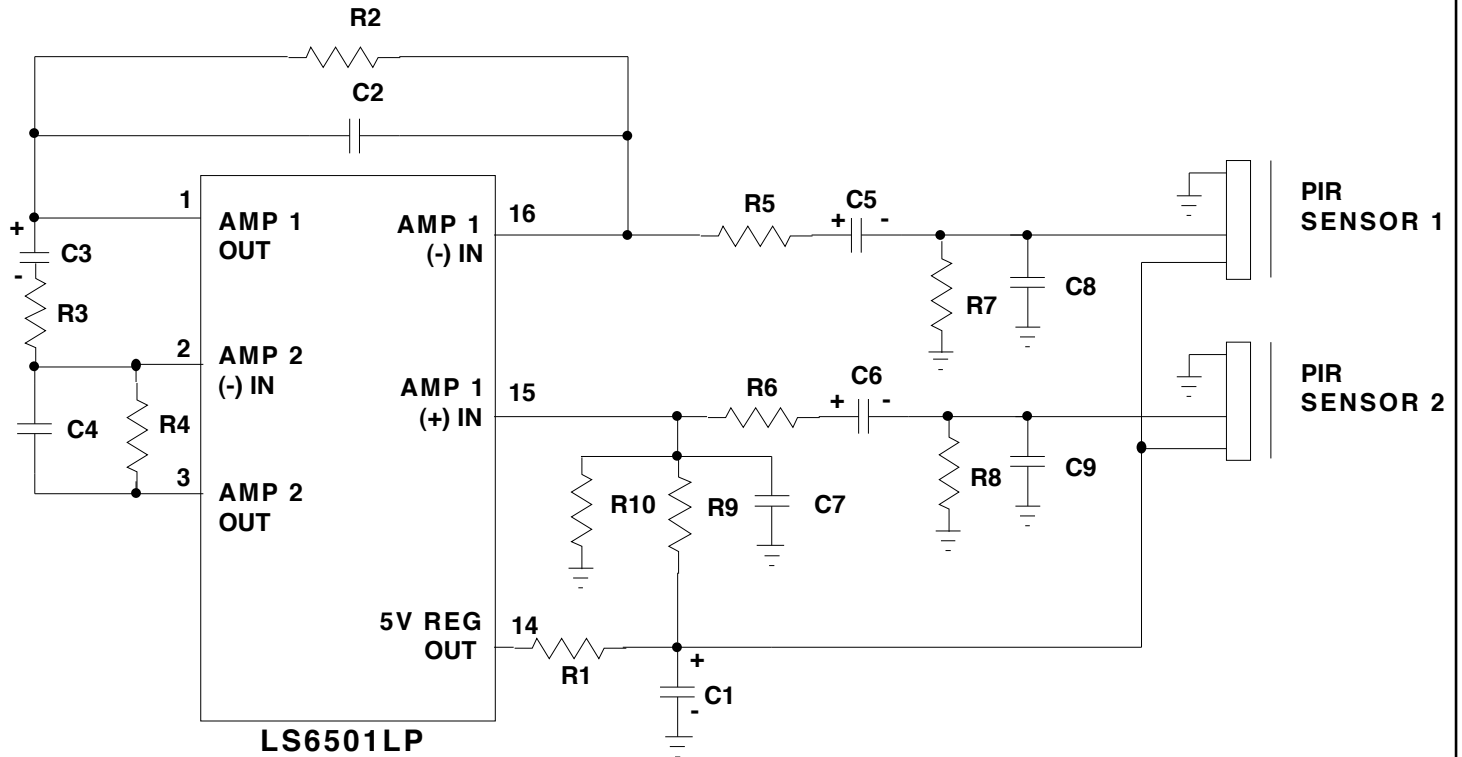 R2
C2
1
AMP 1
OUT
AMP 1
(-) IN
16
R5
C5
+
-
R7
C8
PIR
SENSOR 1
+
C3
-
R3
2
AMP 2
(-) IN
AMP 1
(+) IN
15
R6
C6
+
-
R8
C9
PIR
SENSOR 2
C4
R4
3
AMP 2
OUT
R10
R9
C7
5V REG
OUT
14
R1
+
C1
-
LS6501LP